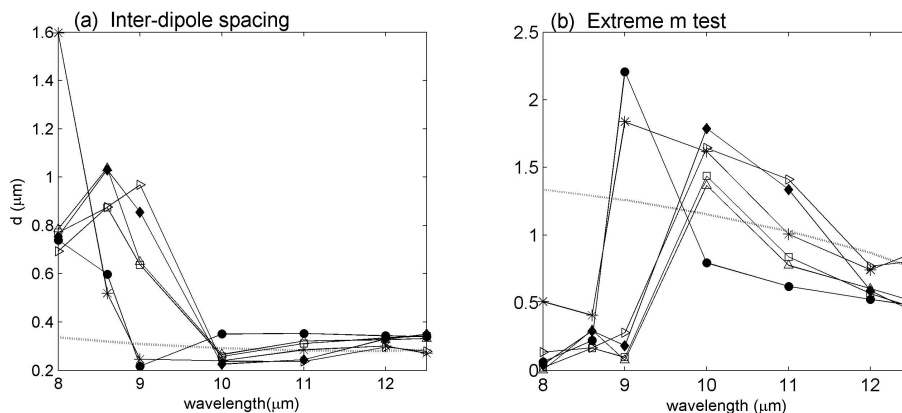 (a) Inter-dipole spacing
1.6
1.4
1.2
1
0.8
0.6
0.4
0.2
d (μm)
8 9 10 11 12
wavelength(μm)
(b) Extreme m test
2.5
2
1.5
1
0.5
0
8 9 10 11 12
wavelength (μm)